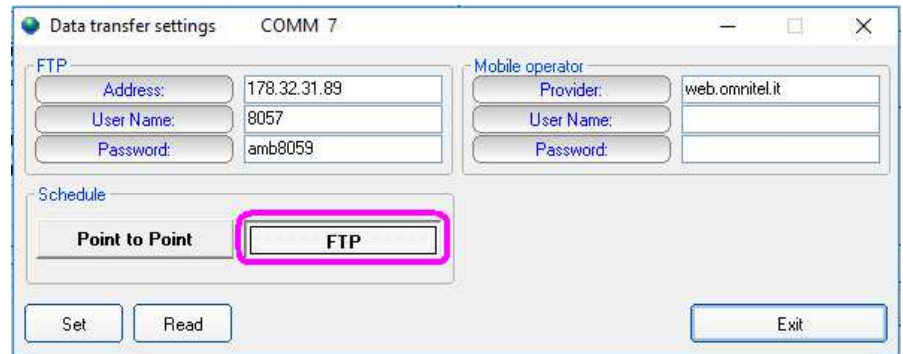 Data transfer settings COMM 7
FTP
Address: 178.32.31.89
User Name: 8057
Password: amb8059
Mobile operator
Provider: web.omnitel.it
User Name:
Password:
Schedule
Point to Point FTP
Set Read Exit